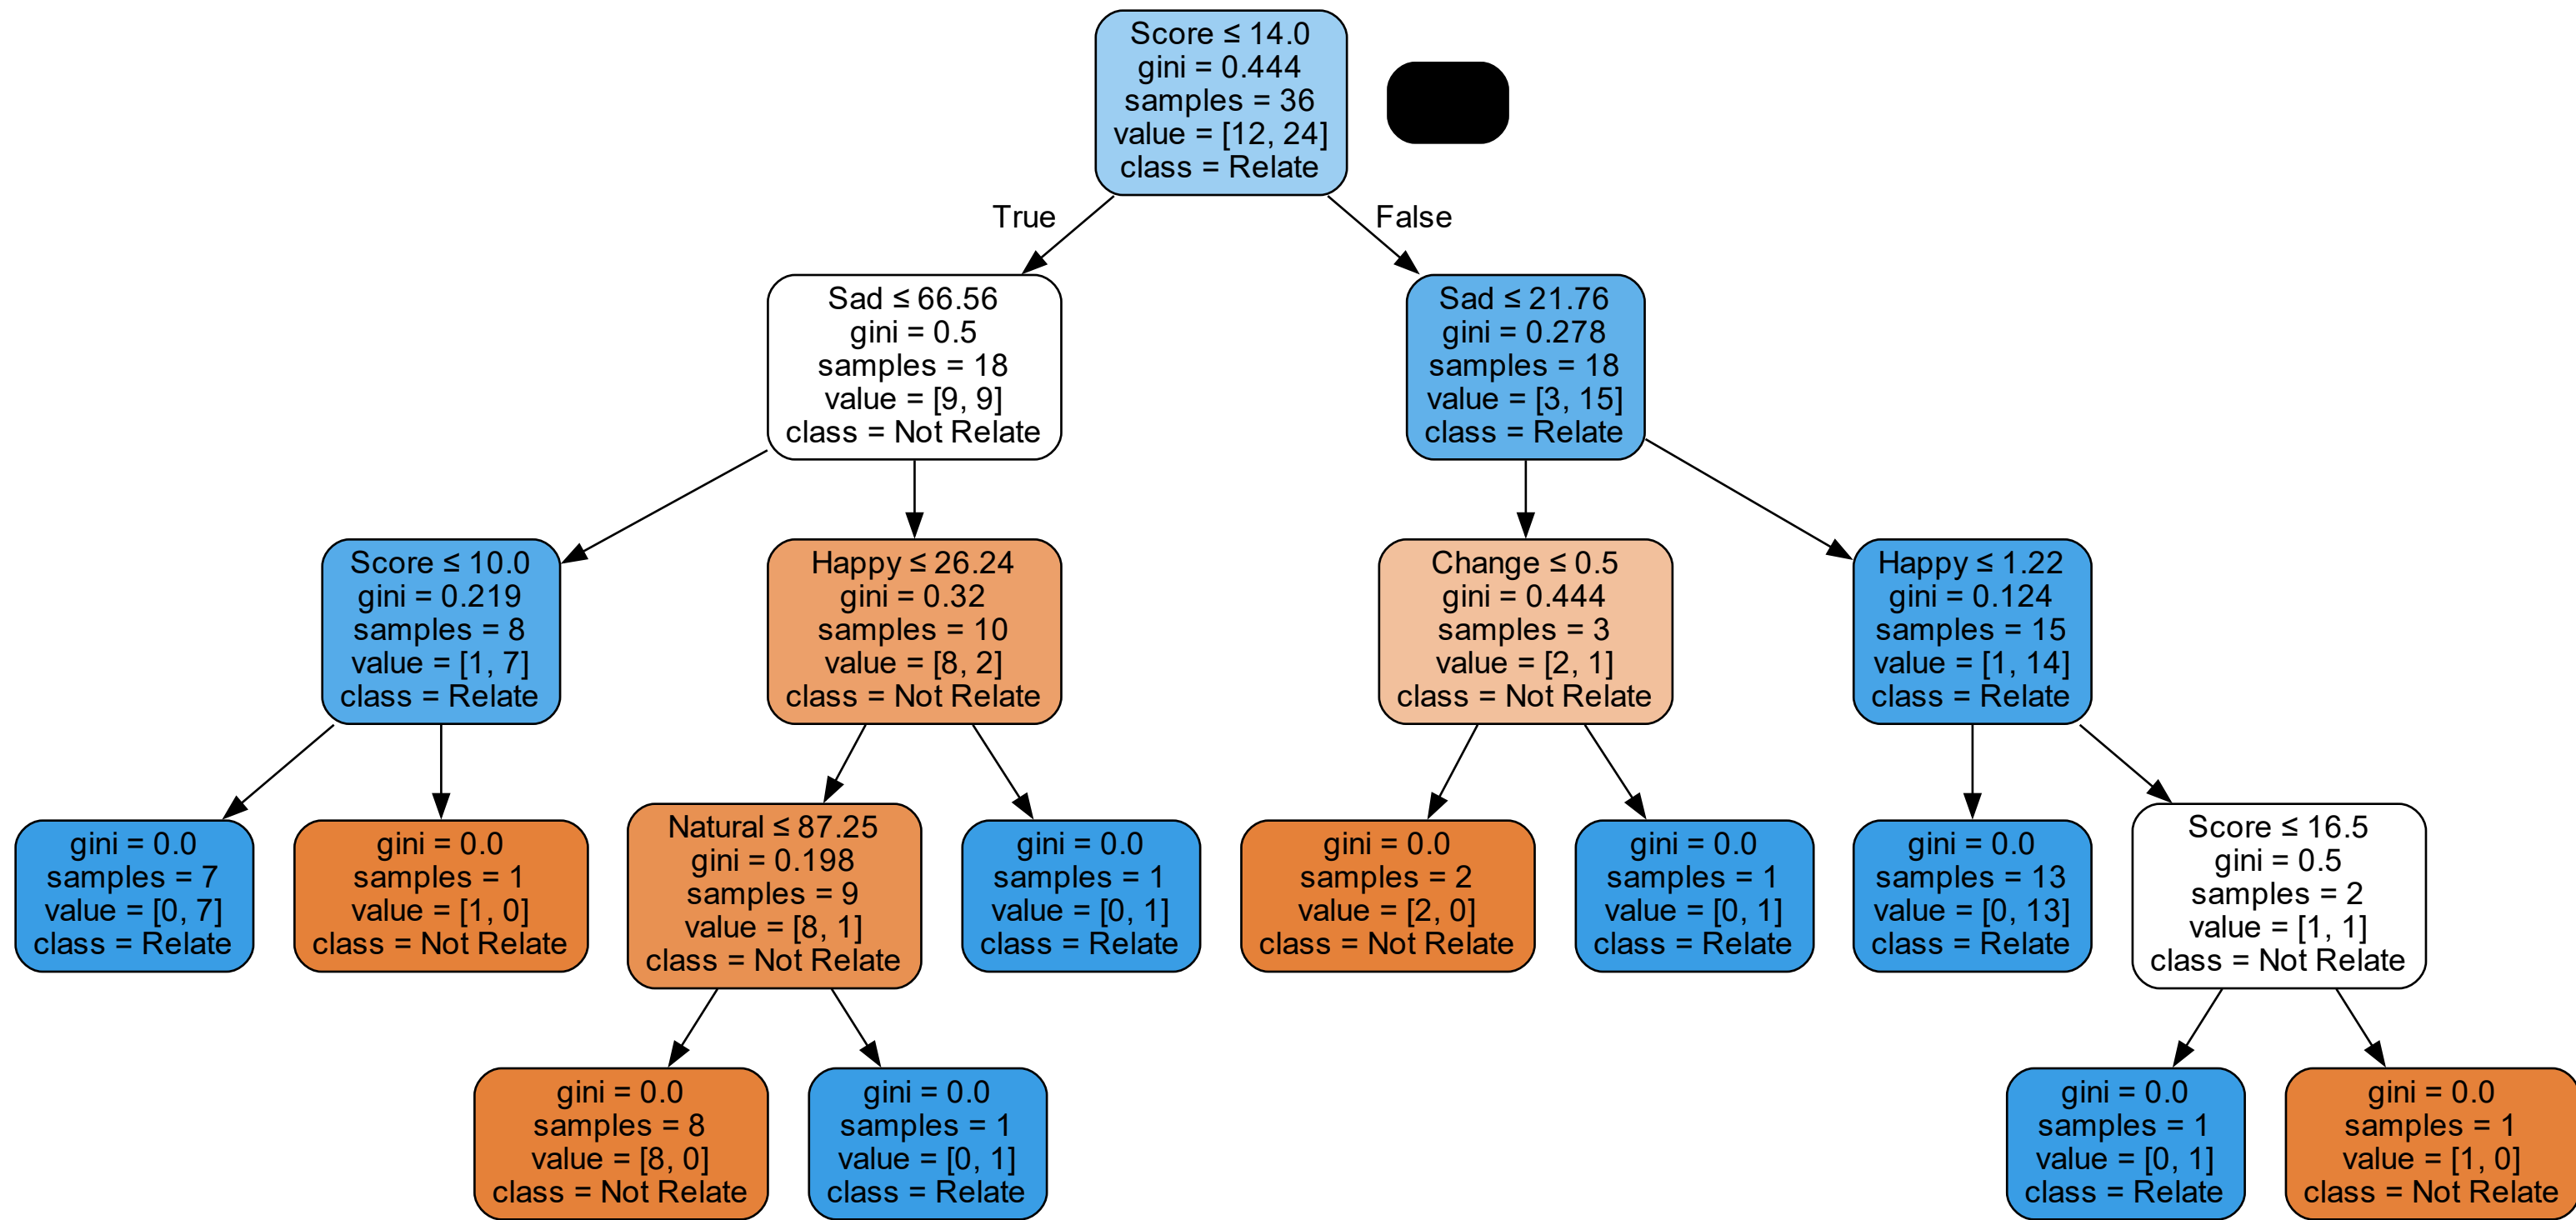 Score ≤ 14.0
gini = 0.444
samples = 36
value = [12, 24]
class = Relate
True
False
Sad ≤ 66.56
gini = 0.5
samples = 18
value = [9, 9]
class = Not Relate
Sad ≤ 21.76
gini = 0.278
samples = 18
value = [3, 15]
class = Relate
Score ≤ 10.0
gini = 0.219
samples = 8
value = [1, 7]
class = Relate
Happy ≤ 26.24
gini = 0.32
samples = 10
value = [8, 2]
class = Not Relate
Change ≤ 0.5
gini = 0.444
samples = 3
value = [2, 1]
class = Not Relate
Happy ≤ 1.22
gini = 0.124
samples = 15
value = [1, 14]
class = Relate
gini = 0.0
samples = 7
value = [0, 7]
class = Relate
gini = 0.0
samples = 1
value = [1, 0]
class = Not Relate
Natural ≤ 87.25
gini = 0.198
samples = 9
value = [8, 1]
class = Not Relate
gini = 0.0
samples = 1
value = [0, 1]
class = Relate
gini = 0.0
samples = 2
value = [2, 0]
class = Not Relate
gini = 0.0
samples = 1
value = [0, 1]
class = Relate
gini = 0.0
samples = 13
value = [0, 13]
class = Relate
Score ≤ 16.5
gini = 0.5
samples = 2
value = [1, 1]
class = Not Relate
gini = 0.0
samples = 8
value = [8, 0]
class = Not Relate
gini = 0.0
samples = 1
value = [0, 1]
class = Relate
gini = 0.0
samples = 1
value = [0, 1]
class = Relate
gini = 0.0
samples = 1
value = [1, 0]
class = Not Relate